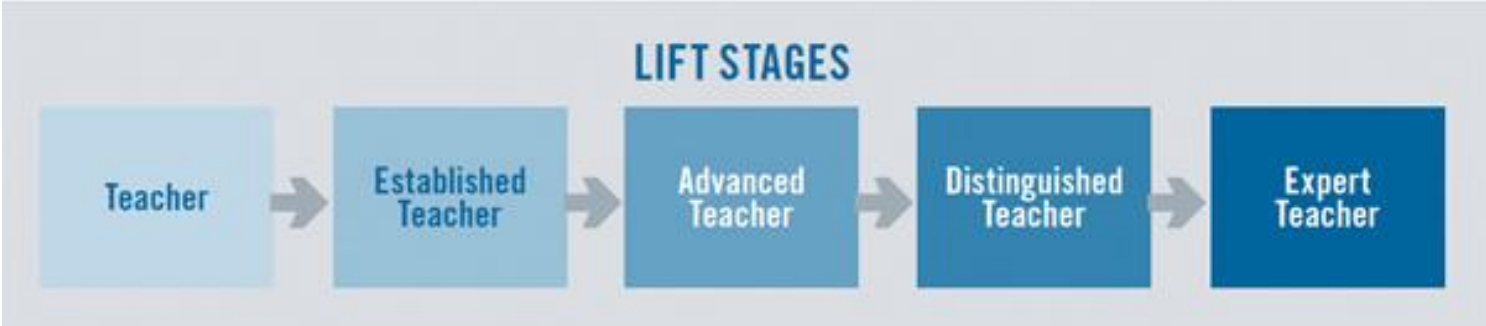 LIFT STAGES
Teacher
Established
Teacher
Advanced
Teacher
Distinguished
Teacher
Expert
Teacher